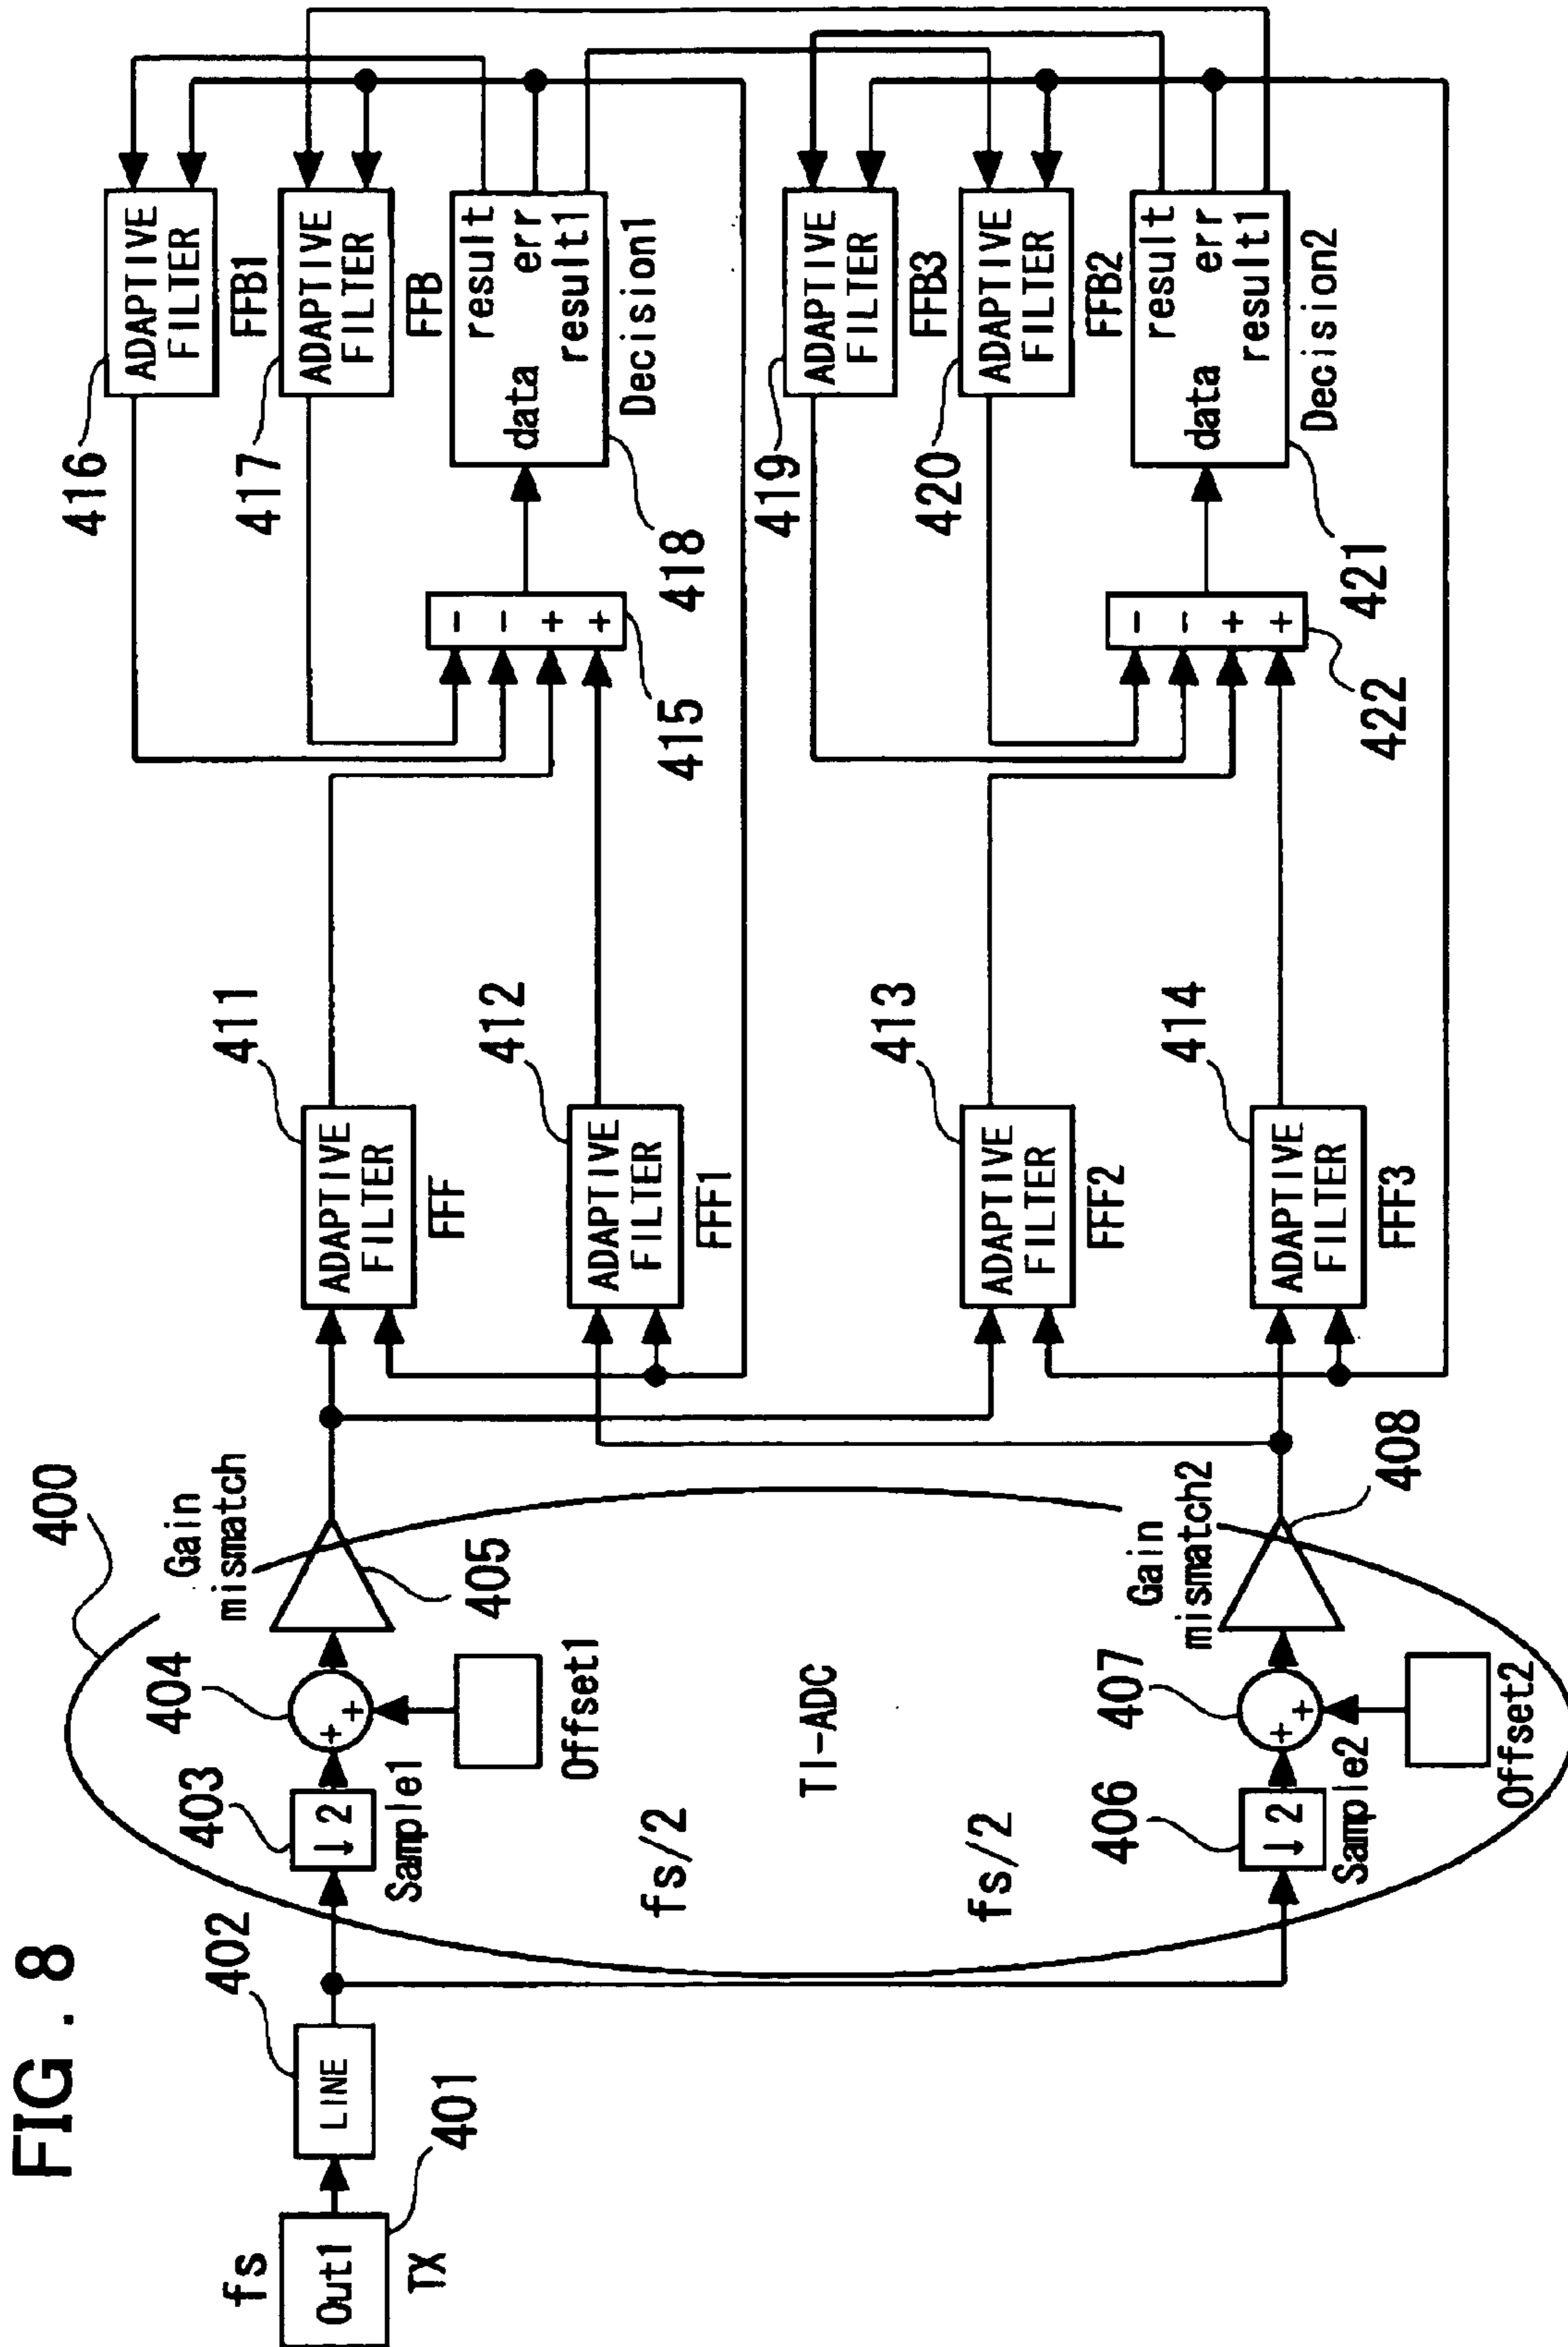 FIG. 8
fs
Out1
TX
401
LINE
402
400
403
↓2
Sample1
404
+
+
Offset1
Gain
mismatch
405
fs/2
TI-ADC
fs/2
406
↓2
Sample2
407
+
+
Offset2
Gain
mismatch2
408
411
ADAPTIVE
FILTER
FFF
412
ADAPTIVE
FILTER
FFF1
413
ADAPTIVE
FILTER
FFF2
414
ADAPTIVE
FILTER
FFF3
-
-
+
+
415
416
ADAPTIVE
FILTER
FFB1
417
ADAPTIVE
FILTER
FFB
data
result
err
result1
Decision1
418
-
-
+
+
422
419
ADAPTIVE
FILTER
FFB3
420
ADAPTIVE
FILTER
FFB2
data
result
err
result1
Decision2
421